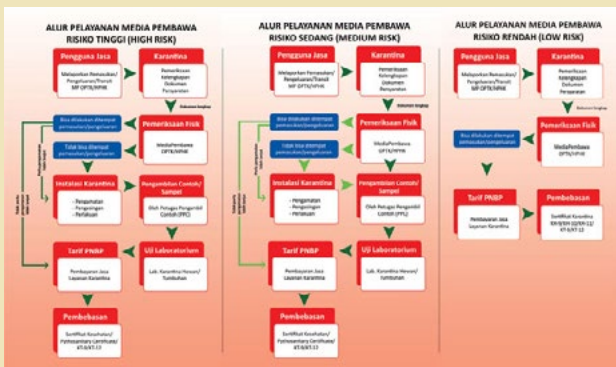 ALUR PELAYANAN MEDIA PEMBAWA
RISIKO TINGGI (HIGH RISK)
Pengguna Jasa
Melaporkan Pemasukan/
Pengeluaran/Transit
MP OPTK/HPHK
Karantina
Pemeriksaan
Kelengkapan
Dokumen
Persyaratan
Dokumen lengkap
Bisa dilakukan ditempat
pemasukan/pengeluaran
Tidak bisa ditempat
pemasukan/pengeluaran
Pemeriksaan Fisik
MediaPembawa
OPTK/HPHK
Instalasi Karantina
- Pengamatan
- Pengasingan
- Perlakuan
Pengambilan Contoh/
Sampel
Oleh Petugas Pengambil
Contoh (PPC)
Tarif PNBP
Pembayaran Jasa
Layanan Karantina
Uji Laboratorium
Lab. Karantina Hewan/
Tumbuhan
Pembebasan
Sertifikat Kesehatan/
Phytosanitary Certificate/
KT-9/KT-12
ALUR PELAYANAN MEDIA PEMBAWA
RISIKO SEDANG (MEDIUM RISK)
Pengguna Jasa
Melaporkan Pemasukan/
Pengeluaran/Transit
MP OPTK/HPHK
Karantina
Pemeriksaan
Kelengkapan
Dokumen
Persyaratan
Dokumen lengkap
Bisa dilakukan ditempat
pemasukan/pengeluaran
Tidak bisa ditempat
pemasukan/pengeluaran
Pemeriksaan Fisik
MediaPembawa
OPTK/HPHK
Instalasi Karantina
- Pengamatan
- Pengasingan
- Perlakuan
Pengambilan Contoh/
Sampel
Oleh Petugas Pengambil
Contoh (PPC)
Tarif PNBP
Pembayaran Jasa
Layanan Karantina
Uji Laboratorium
Lab. Karantina Hewan/
Tumbuhan
Pembebasan
Sertifikat Kesehatan/
Phytosanitary Certificate/
KT-9/KT-12
ALUR PELAYANAN MEDIA PEMBAWA
RISIKO RENDAH (LOW RISK)
Pengguna Jasa
Melaporkan Pemasukan/
Pengeluaran/Transit
MP OPTK/HPHK
Karantina
Pemeriksaan
Kelengkapan
Dokumen
Persyaratan
Dokumen lengkap
Bisa dilakukan ditempat
pemasukan/pengeluaran
Pemeriksaan Fisik
MediaPembawa
OPTK/HPHK
Tarif PNBP
Pembayaran Jasa
Layanan Karantina
Pembebasan
Sertifikat Karantina